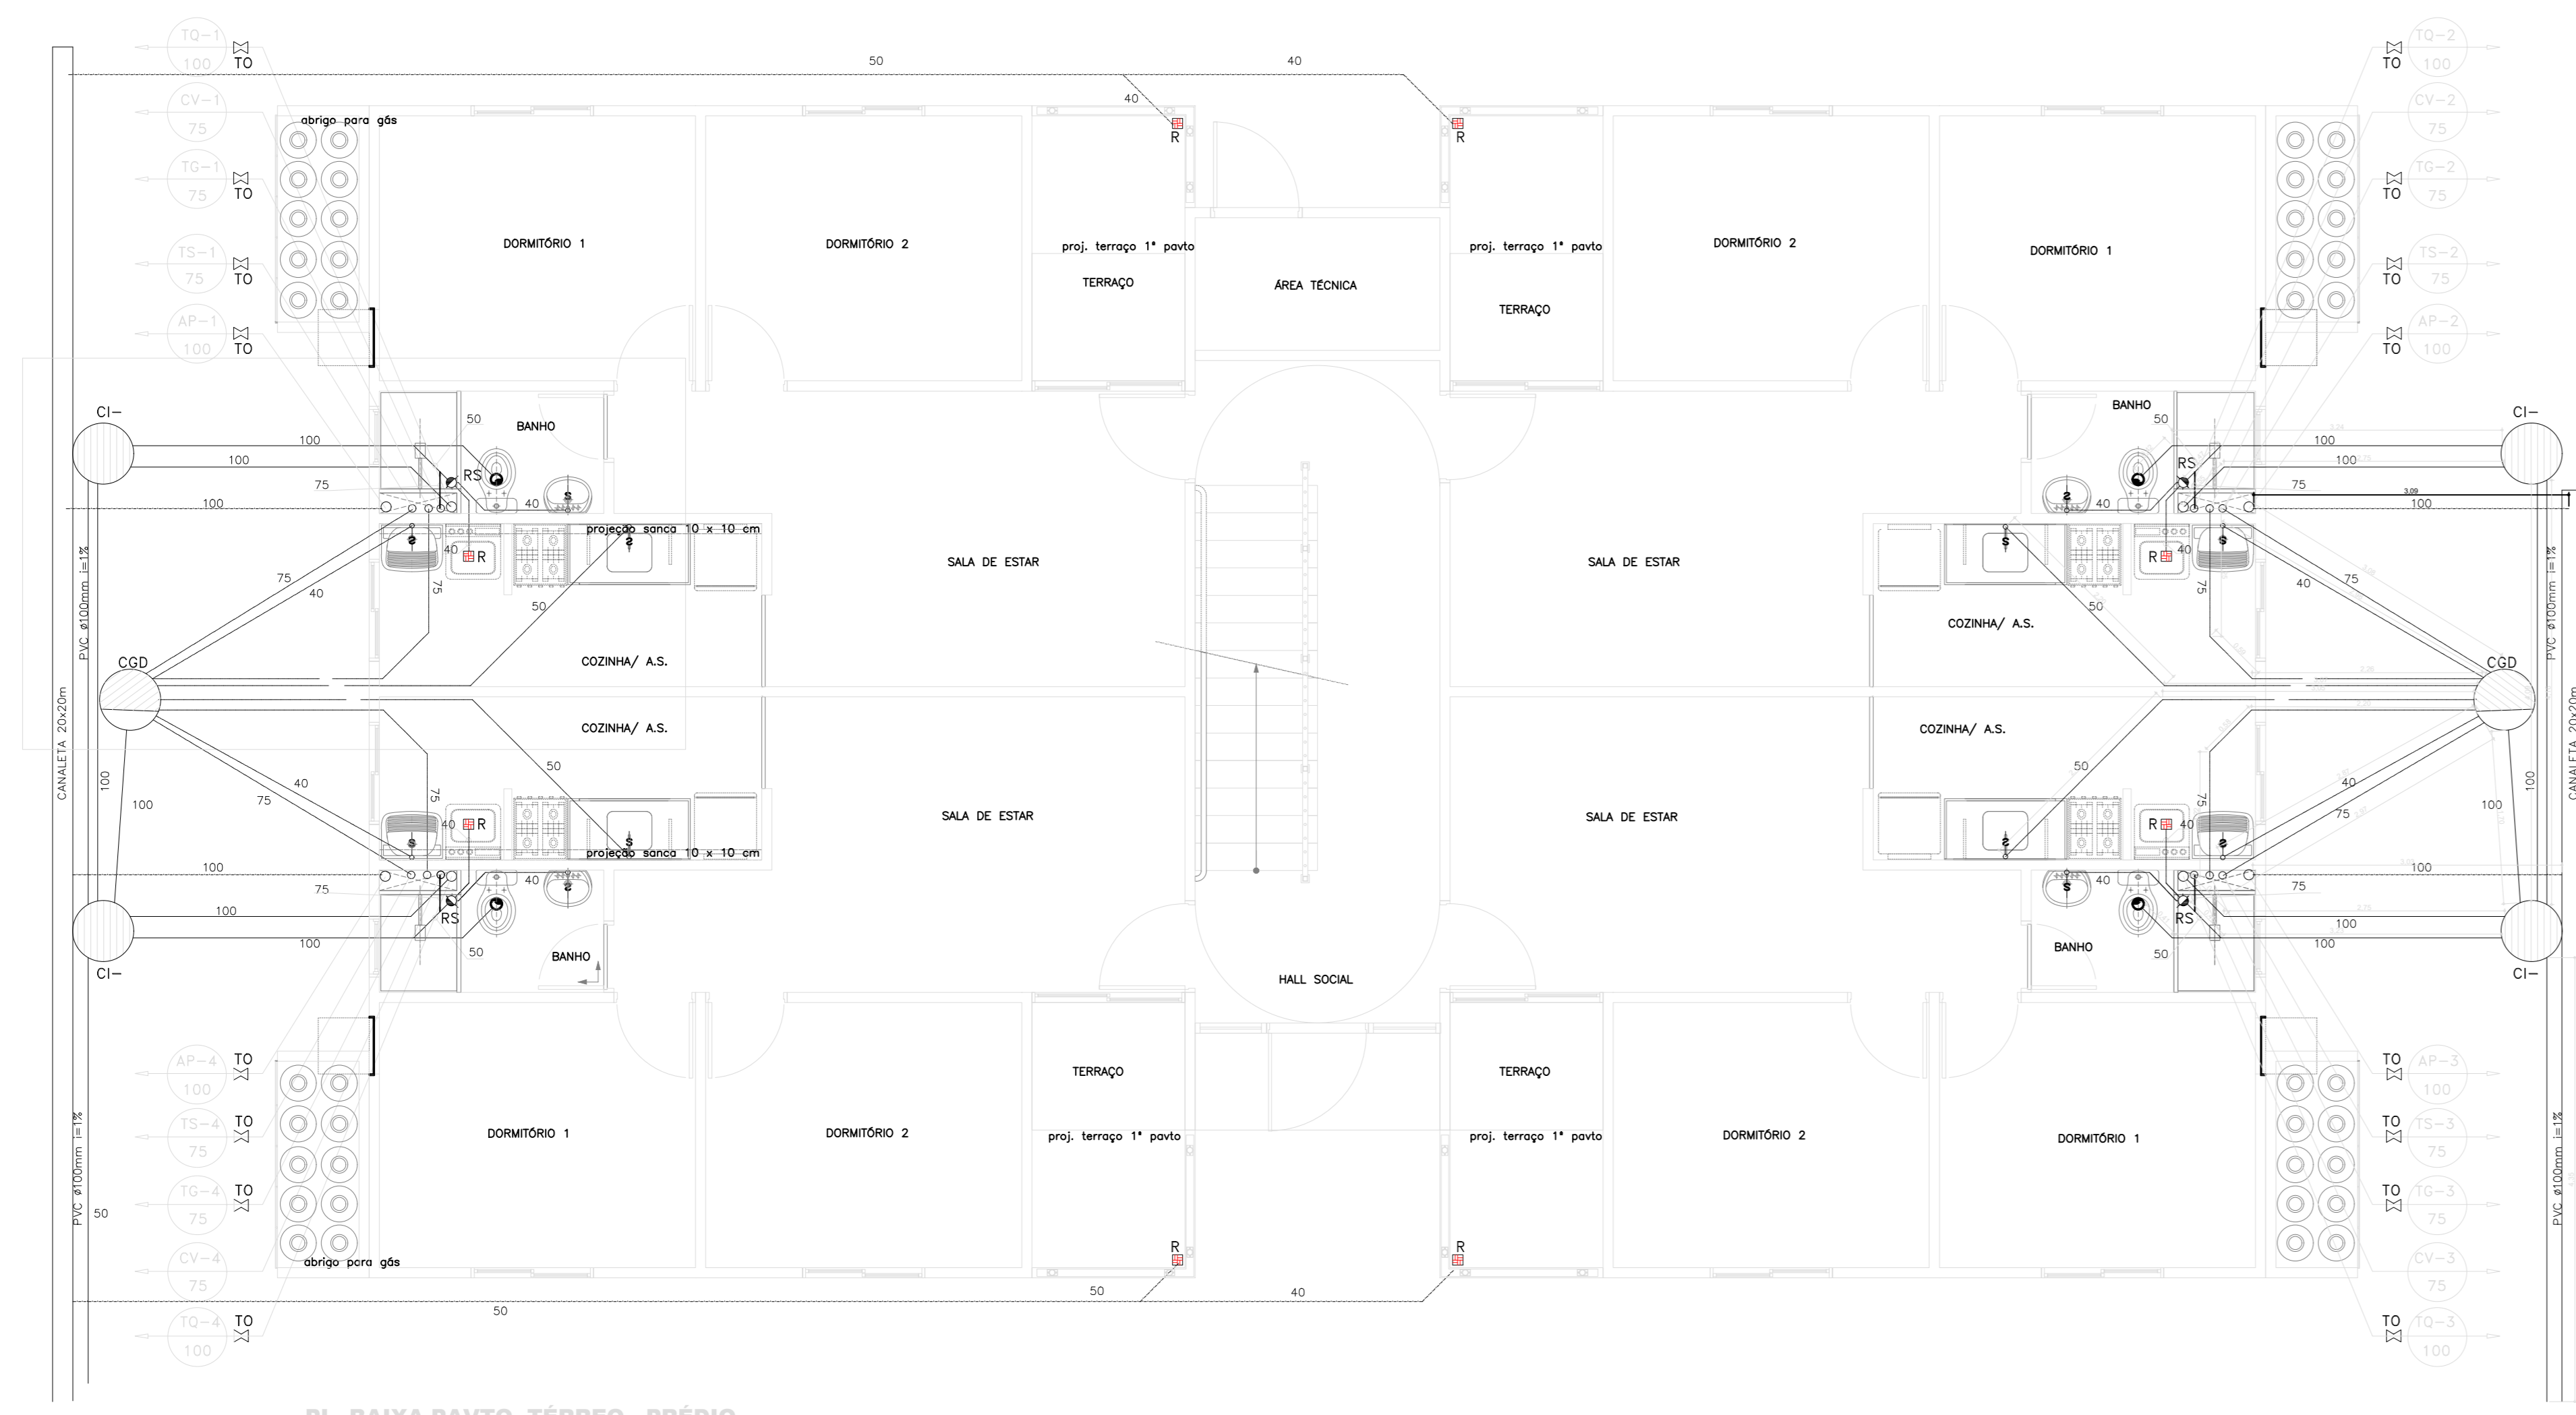 TQ-1
100
TO
CV-1
75
TG-1
75
TO
TS-1
75
TO
AP-1
100
TO
50
40
40
TQ-2
100
TO
CV-2
75
TG-2
75
TO
TS-2
75
TO
AP-2
100
TO
abrigo para gás
R
R
DORMITÓRIO 1
DORMITÓRIO 2
proj. terraço 1° pavto
TERRAÇO
ÁREA TÉCNICA
proj. terraço 1° pavto
TERRAÇO
DORMITÓRIO 2
DORMITÓRIO 1
CI-
100
100
50
BANHO
RS
75
100
40
40
R
projeção sanca 10 x 10 cm
S
S
S
PVC ø100mm i=1%
75
40
75
50
SALA DE ESTAR
COZINHA/ A.S.
CGD
CANALETA 20x20m
SALA DE ESTAR
COZINHA/ A.S.
BANHO
50
RS
CI-
3.24
100
100
2.75
75
3.09
100
40
R
40
S
S
S
50
75
40
75
PVC ø100mm i=1%
CGD
CANALETA 20x20m
COZINHA/ A.S.
50
40
75
75
40
R
S
S
projeção sanca 10 x 10 cm
SALA DE ESTAR
100
100
100
75
100
100
CI-
RS
40
S
50
BANHO
HALL SOCIAL
COZINHA/ A.S.
SALA DE ESTAR
50
S
R
40
S
75
40
75
100
100
S
40
RS
75
100
100
2.75
100
50
BANHO
CI-
AP-4
100
TO
TS-4
75
TO
TG-4
75
TO
CV-4
75
TQ-4
100
TO
PVC ø100mm i=1%
50
abrigo para gás
DORMITÓRIO 1
DORMITÓRIO 2
TERRAÇO
proj. terraço 1° pavto
R
TERRAÇO
proj. terraço 1° pavto
R
DORMITÓRIO 2
DORMITÓRIO 1
50
50
40
TO
AP-3
100
TO
TS-3
75
TO
TG-3
75
CV-3
75
TO
TQ-3
100
PVC ø100mm i=1%